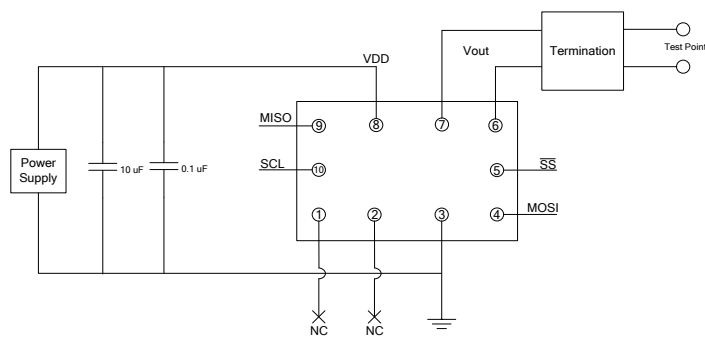 VDD
Vout
Termination
Test Point
MISO
9
8
7
6
Power
Supply
10 uF
0.1 uF
SCL
10
5
SS
1
2
3
4
MOSI
NC
NC